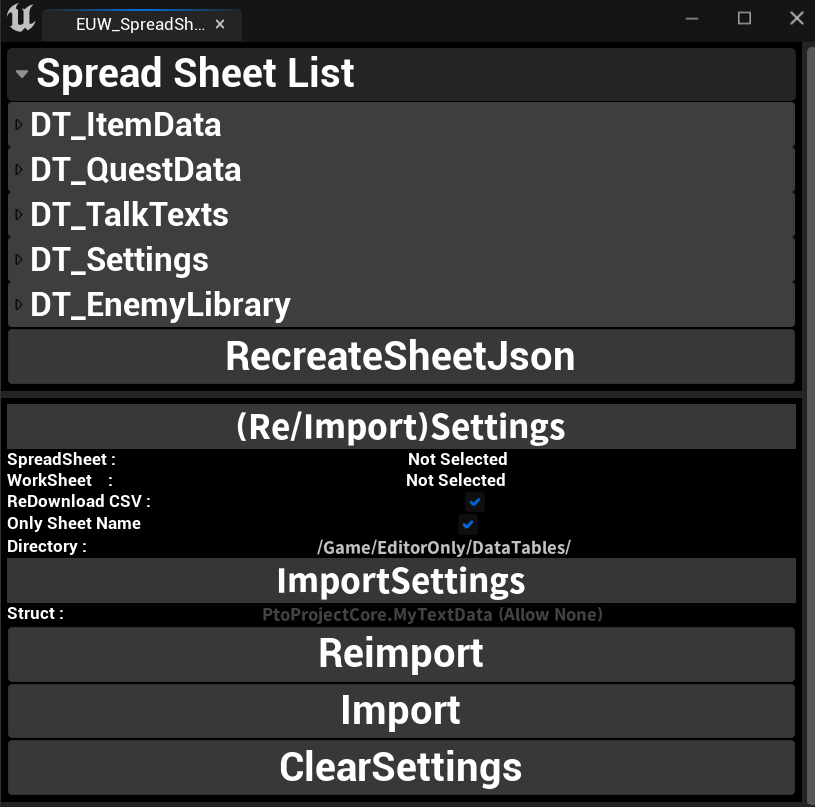 EUW_SpreadSh...
Spread Sheet List
DT_ItemData
DT_QuestData
DT_TalkTexts
DT_Settings
DT_EnemyLibrary
RecreateSheetJson
(Re/Import)Settings
SpreadSheet : Not Selected
WorkSheet : Not Selected
ReDownload CSV :
Only Sheet Name
Directory : /Game/EditorOnly/DataTables/
ImportSettings
Struct : PtoProjectCore.MyTextData (Allow None)
Reimport
Import
ClearSettings